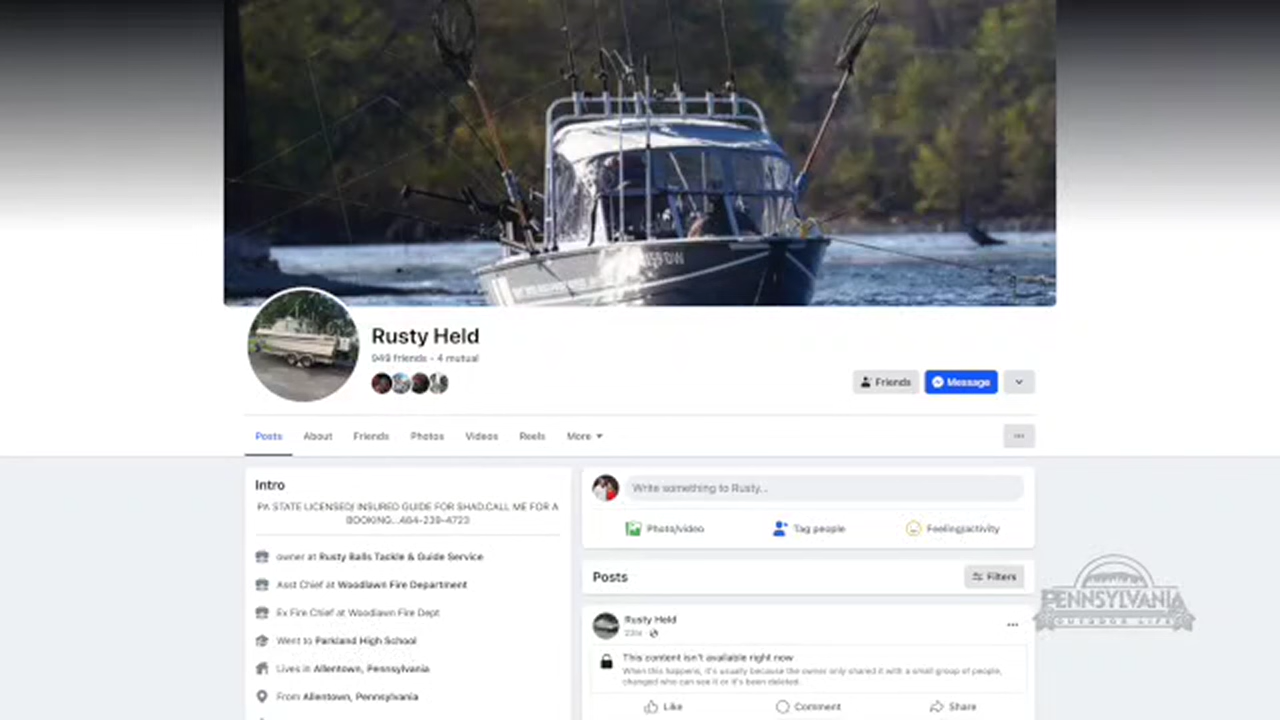 Rusty Held
949 friends - 4 mutual
Friends
Message
Posts
About
Friends
Photos
Videos
Reels
More
Intro
PA STATE LICENSED/ INSURED GUIDE FOR SHAD.CALL ME FOR A
BOOKING...464-239-4723
owner at Rusty Balls Tackle & Guide Service
Asst Chief at Woodlawn Fire Department
Ex Fire Chief at Woodlawn Fire Dept
Went to Parkland High School
Lives in Allentown, Pennsylvania
From Allentown, Pennsylvania
Write something to Rusty...
Photo/video
Tag people
Feeling/activity
Posts
Filters
Rusty Held
This content isn't available right now
When this happens, it's usually because the owner only shared it with a small group of people,
changed who can see it or it's been deleted.
Like
Comment
Share
PENNSYLVANIA
OUTDOOR LIFE